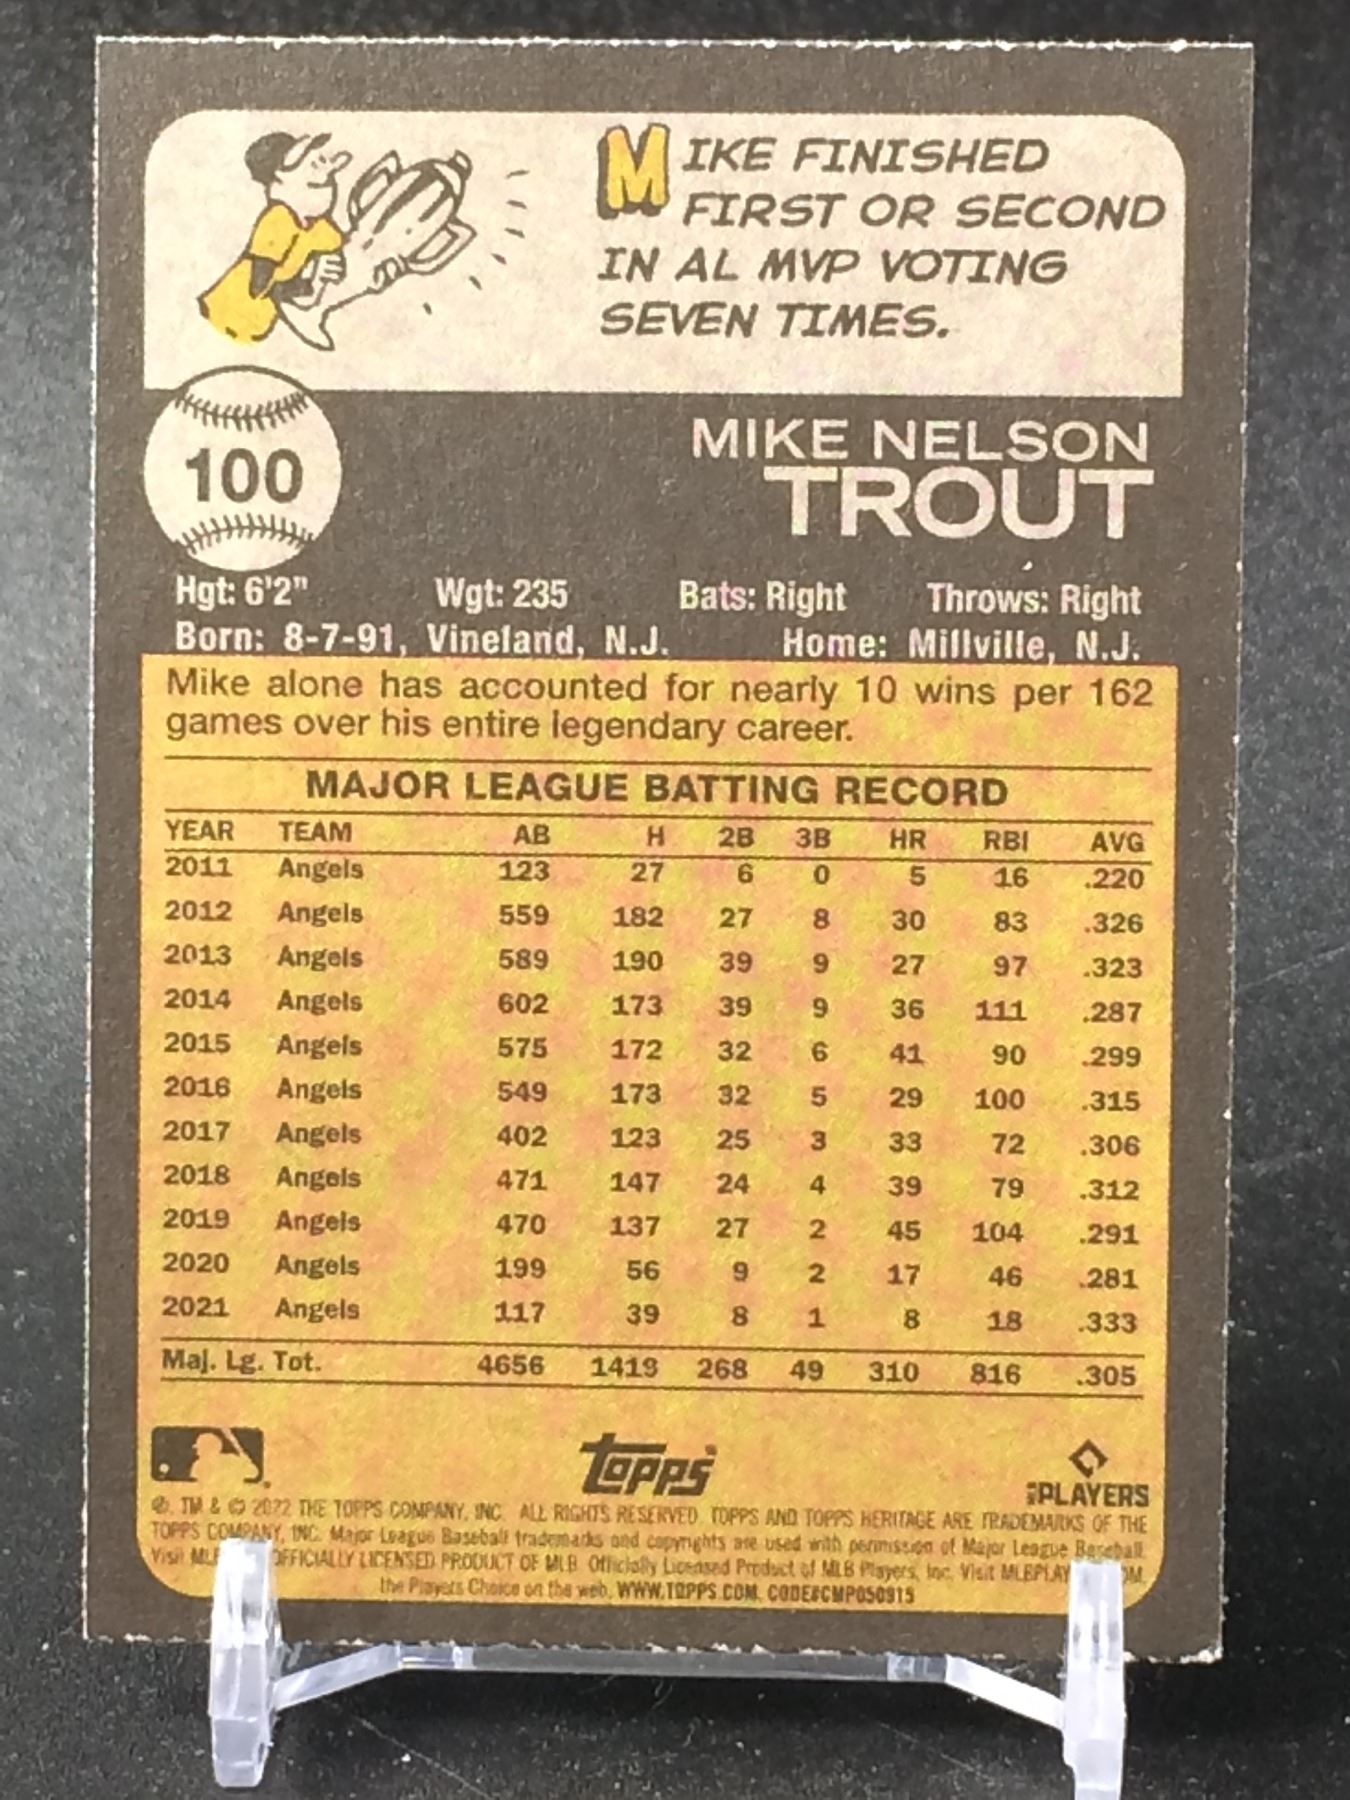 MIKE FINISHED
FIRST OR SECOND
IN AL MVP VOTING
SEVEN TIMES.
100
MIKE NELSON
TROUT
Hgt: 6'2" Wgt: 235 Bats: Right Throws: Right
Born: 8-7-91, Vineland, N.J. Home: Millville, N.J.
Mike alone has accounted for nearly 10 wins per 162
games over his entire legendary career.
MAJOR LEAGUE BATTING RECORD
YEAR TEAM AB H 2B 3B HR RBI AVG
2011 Angels 123 27 6 0 5 16 .220
2012 Angels 559 182 27 8 30 83 .326
2013 Angels 589 190 39 9 27 97 .323
2014 Angels 602 173 39 9 36 111 .287
2015 Angels 575 172 32 6 41 90 .299
2016 Angels 549 173 32 5 29 100 .315
2017 Angels 402 123 25 3 33 72 .306
2018 Angels 471 147 24 4 39 79 .312
2019 Angels 470 137 27 2 45 104 .291
2020 Angels 199 56 9 2 17 46 .281
2021 Angels 117 39 8 1 8 18 .333
Maj. Lg. Tot. 4656 1419 268 49 310 816 .305
Topps
PLAYERS
®, TM & © 2022 THE TOPPS COMPANY, INC. ALL RIGHTS RESERVED. TOPPS AND TOPPS HERITAGE ARE TRADEMARKS OF THE
TOPPS COMPANY, INC. Major League Baseball trademarks and copyrights are used with permission of Major League Baseball.
Visit OFFICIALLY LICENSED PRODUCT OF MLB Officially Licensed Product of MLB Players, Inc. Visit
the Players Choice on the web. WWW.TOPPS.COM. CODE#CMP050915